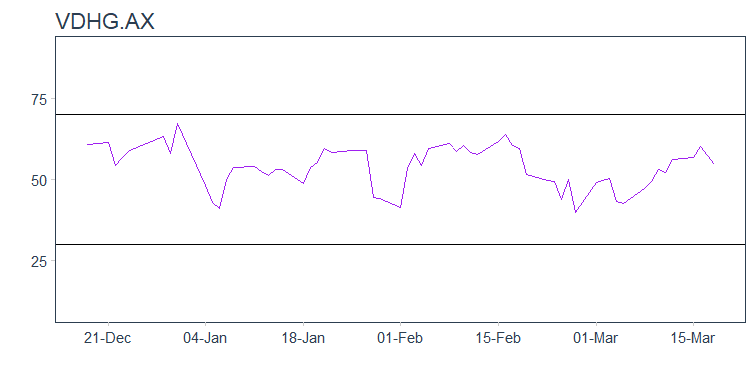 VDHG.AX
75
50
25
21-Dec
04-Jan
18-Jan
01-Feb
15-Feb
01-Mar
15-Mar